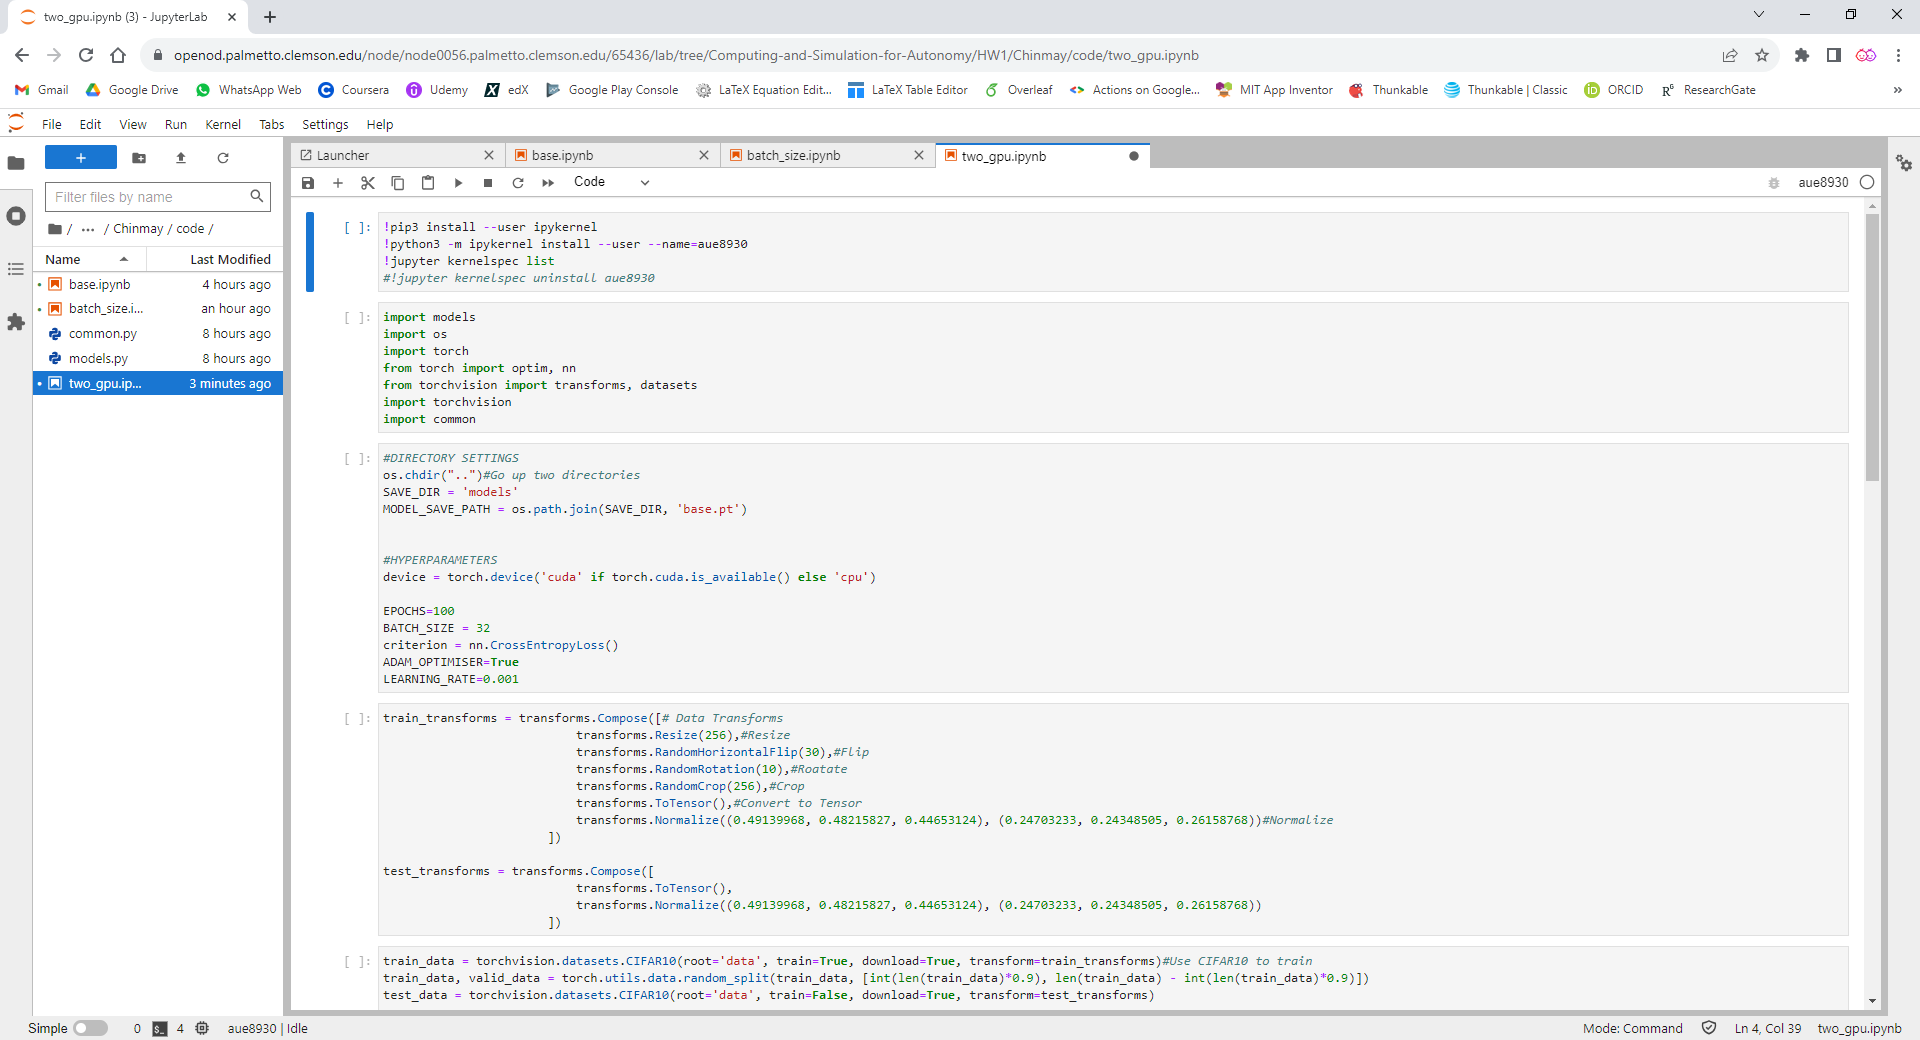 two_gpu.ipynb (3) - JupyterLab
openod.palmetto.clemson.edu/node/node0056.palmetto.clemson.edu/65436/lab/tree/Computing-and-Simulation-for-Autonomy/HW1/Chinmay/code/two_gpu.ipynb
Gmail Google Drive WhatsApp Web Coursera Udemy edX Google Play Console LaTeX Equation Edit... LaTeX Table Editor Overleaf Actions on Google... MIT App Inventor Thunkable Thunkable | Classic ORCID ResearchGate »
File Edit View Run Kernel Tabs Settings Help
Filter files by name
/ ... / Chinmay / code /
Name Last Modified
base.ipynb 4 hours ago
batch_size.i... an hour ago
common.py 8 hours ago
models.py 8 hours ago
two_gpu.ip... 3 minutes ago
Launcher base.ipynb batch_size.ipynb two_gpu.ipynb
Code aue8930
[ ]: !pip3 install --user ipykernel
!python3 -m ipykernel install --user --name=aue8930
!jupyter kernelspec list
#!jupyter kernelspec uninstall aue8930
[ ]: import models
import os
import torch
from torch import optim, nn
from torchvision import transforms, datasets
import torchvision
import common
[ ]: #DIRECTORY SETTINGS
os.chdir("..")#Go up two directories
SAVE_DIR = 'models'
MODEL_SAVE_PATH = os.path.join(SAVE_DIR, 'base.pt')
#HYPERPARAMETERS
device = torch.device('cuda' if torch.cuda.is_available() else 'cpu')
EPOCHS=100
BATCH_SIZE = 32
criterion = nn.CrossEntropyLoss()
ADAM_OPTIMISER=True
LEARNING_RATE=0.001
[ ]: train_transforms = transforms.Compose([# Data Transforms
transforms.Resize(256),#Resize
transforms.RandomHorizontalFlip(30),#Flip
transforms.RandomRotation(10),#Roatate
transforms.RandomCrop(256),#Crop
transforms.ToTensor(),#Convert to Tensor
transforms.Normalize((0.49139968, 0.48215827, 0.44653124), (0.24703233, 0.24348505, 0.26158768))#Normalize
])
test_transforms = transforms.Compose([
transforms.ToTensor(),
transforms.Normalize((0.49139968, 0.48215827, 0.44653124), (0.24703233, 0.24348505, 0.26158768))
])
[ ]: train_data = torchvision.datasets.CIFAR10(root='data', train=True, download=True, transform=train_transforms)#Use CIFAR10 to train
train_data, valid_data = torch.utils.data.random_split(train_data, [int(len(train_data)*0.9), len(train_data) - int(len(train_data)*0.9)])
test_data = torchvision.datasets.CIFAR10(root='data', train=False, download=True, transform=test_transforms)
Simple 0 4 aue8930 | Idle Mode: Command Ln 4, Col 39 two_gpu.ipynb